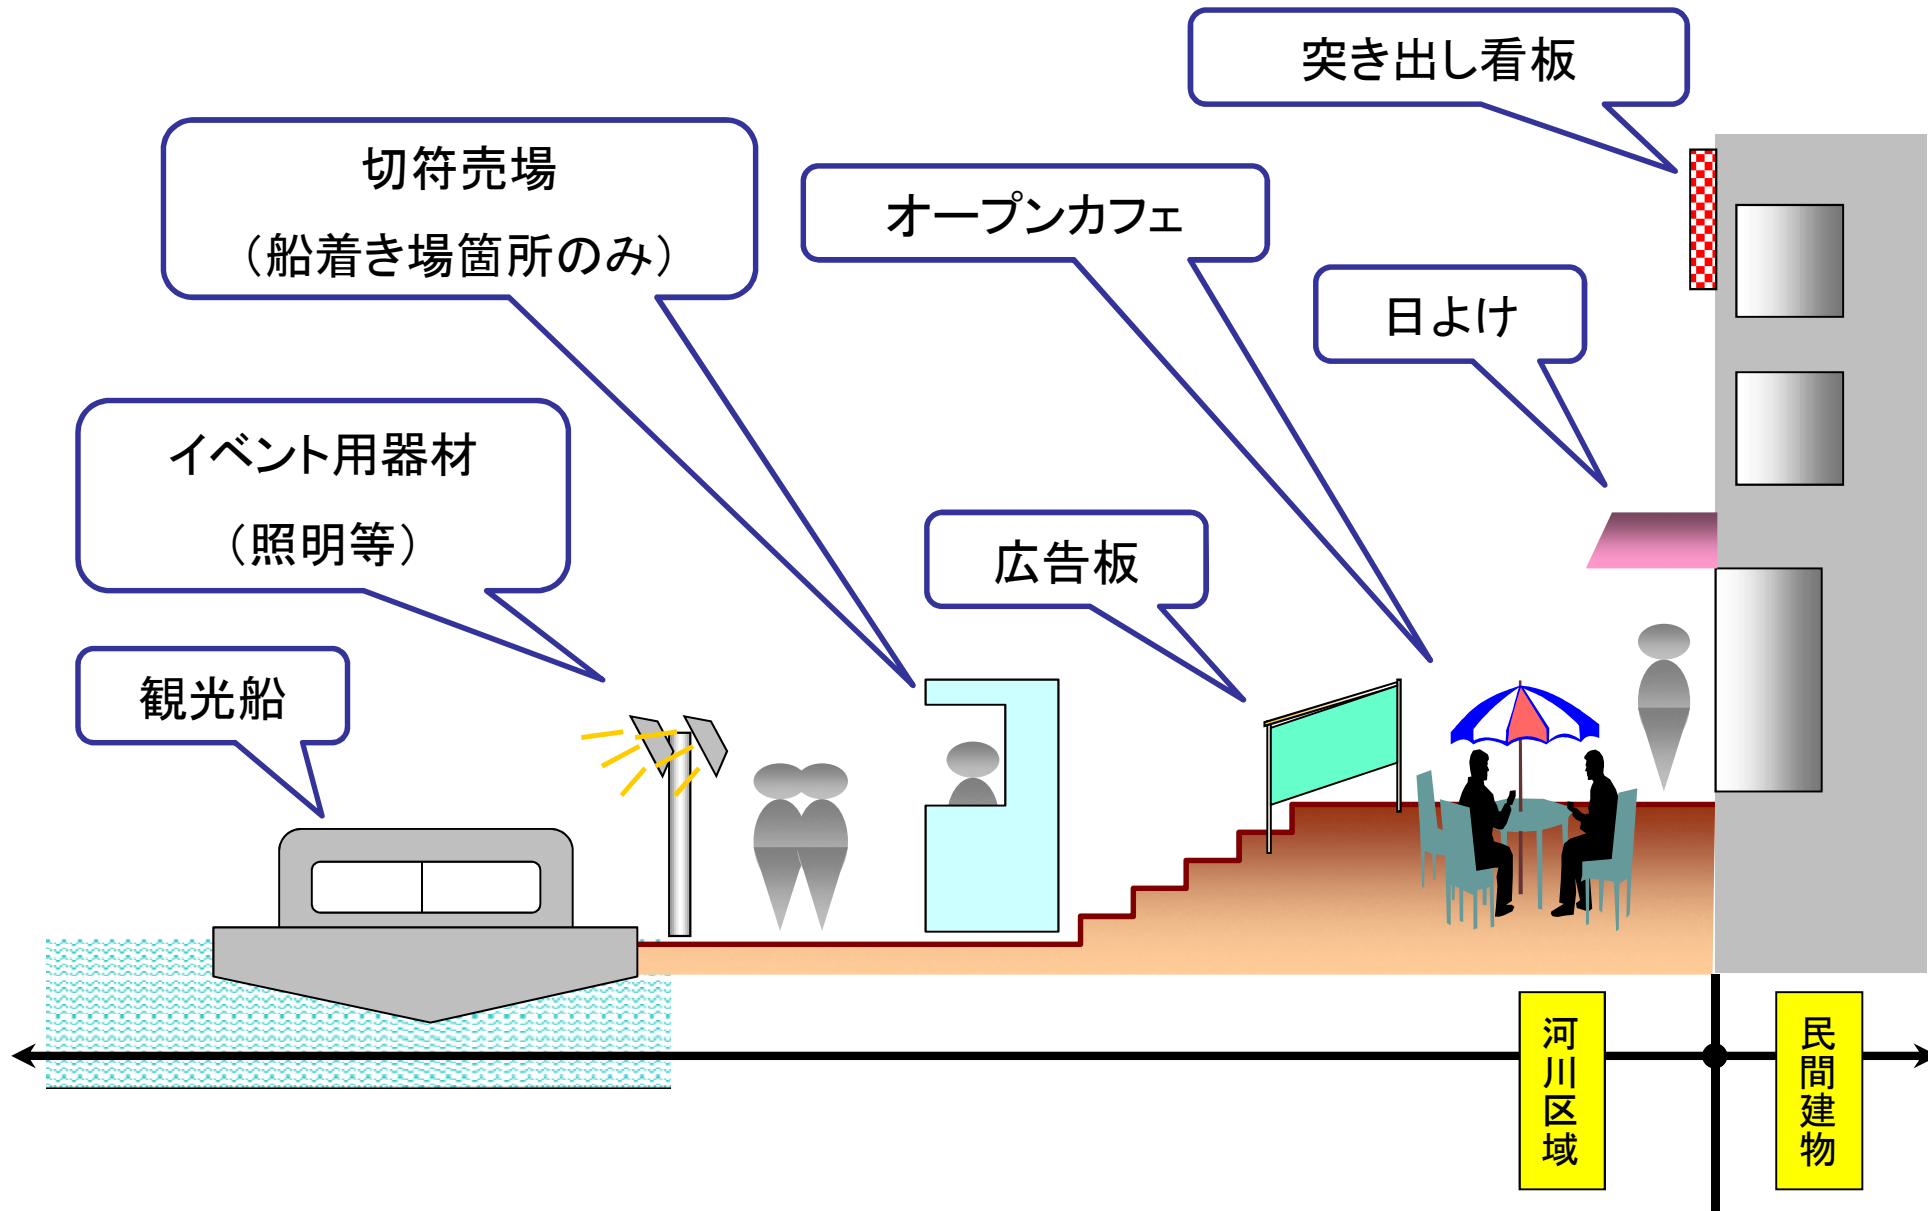 突き出し看板
切符売場
（船着き場箇所のみ）
オープンカフェ
日よけ
イベント用器材
（照明等）
広告板
観光船
河川区域
民間建物